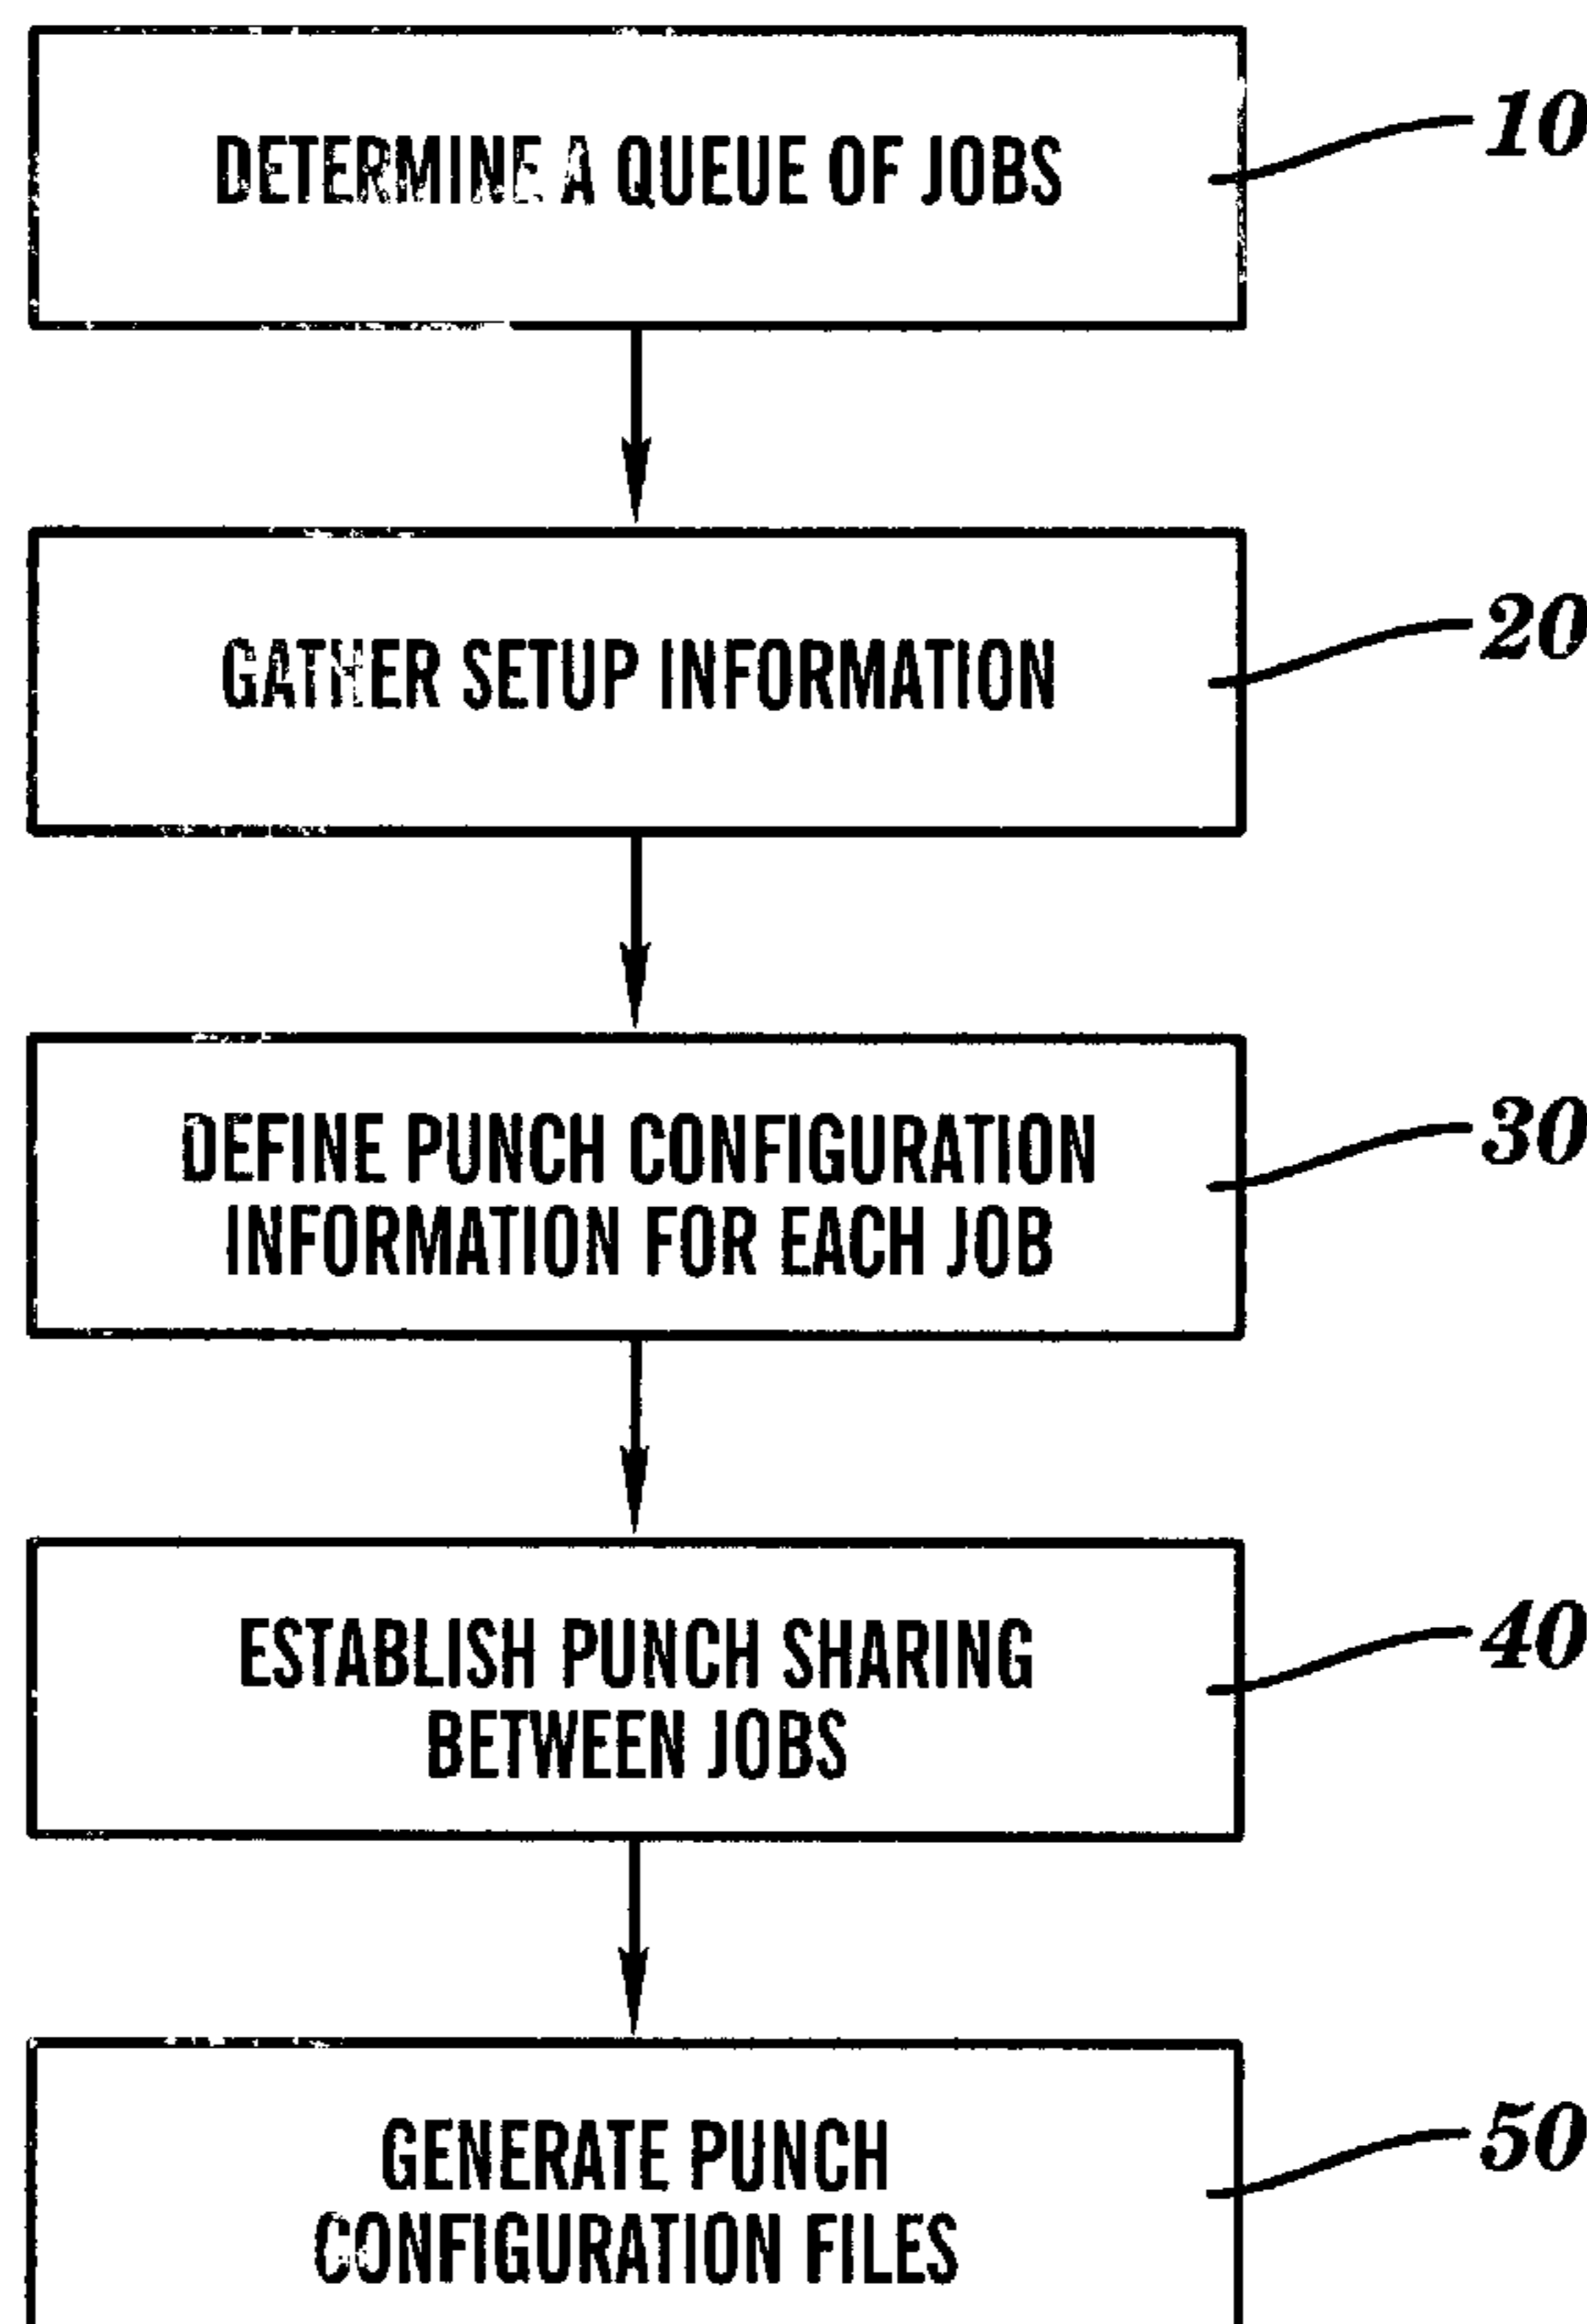 DETERMINE A QUEUE OF JOBS
10
GATHER SETUP INFORMATION
20
DEFINE PUNCH CONFIGURATION
INFORMATION FOR EACH JOB
30
ESTABLISH PUNCH SHARING
BETWEEN JOBS
40
GENERATE PUNCH
CONFIGURATION FILES
50